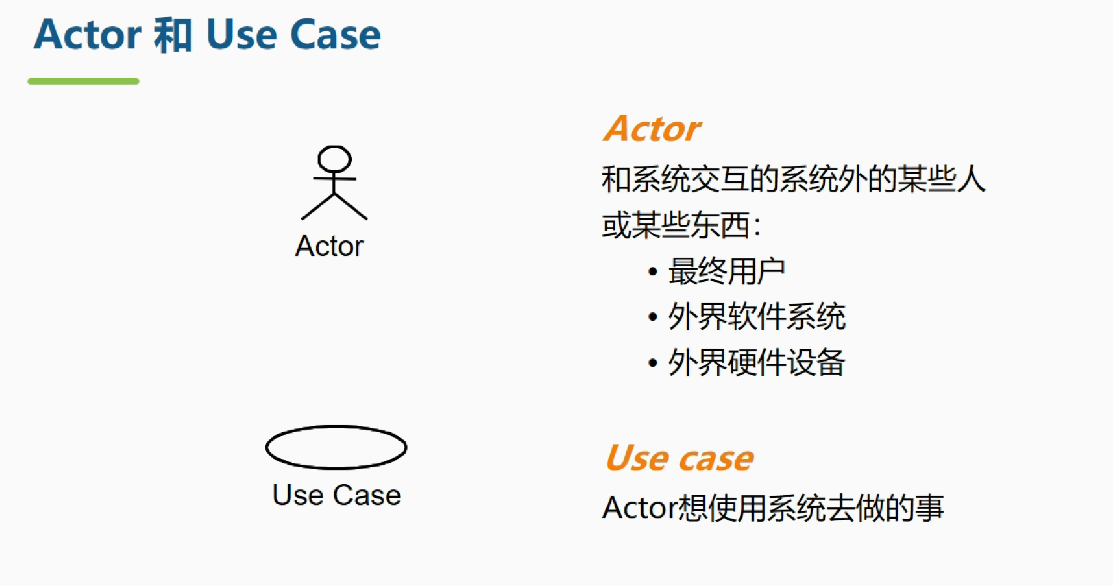 Actor 和 Use Case
Actor
Actor
和系统交互的系统外的某些人
或某些东西：
• 最终用户
• 外界软件系统
• 外界硬件设备
Use Case
Use case
Actor想使用系统去做的事